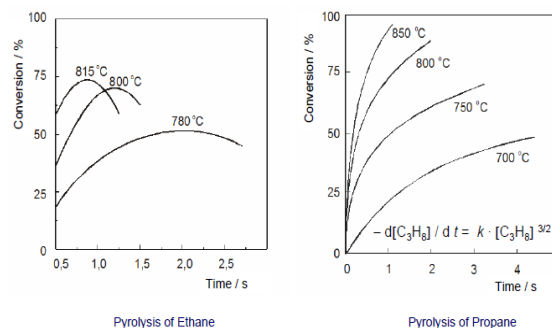 Conversion / %
100
75
50
25
0
815 °C
800 °C
780 °C
0,5
1,0
1,5
2,0
2,5
Time / s
Pyrolysis of Ethane
Conversion / %
100
75
50
25
0
850 °C
800 °C
750 °C
700 °C
– d[C₃H₈] / d t = k · [C₃H₈] ³/²
0
1
2
3
4
Time / s
Pyrolysis of Propane